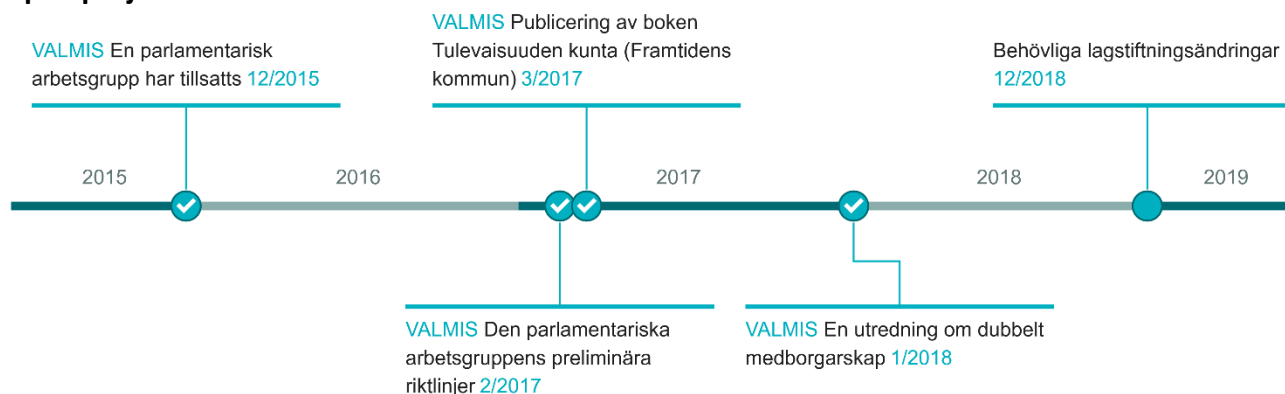 VALMIS En parlamentarisk
arbetsgrupp har tillsatts 12/2015
VALMIS Publicering av boken
Tulevaisuuden kunta (Framtidens
kommun) 3/2017
Behövliga lagstiftningsändringar
12/2018
2015
2016
2017
2018
2019
VALMIS Den parlamentariska
arbetsgruppens preliminära
riktlinjer 2/2017
VALMIS En utredning om dubbelt
medborgarskap 1/2018